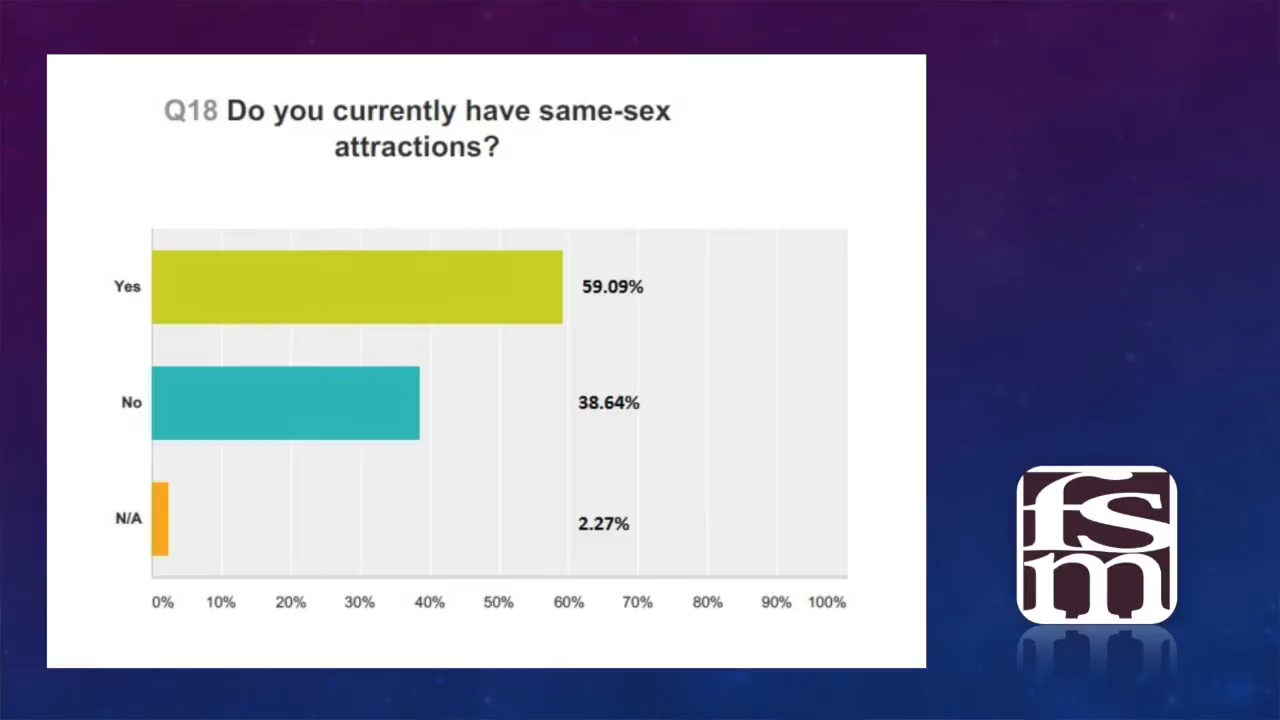 Q18 Do you currently have same-sex
attractions?
Yes
59.09%
No
38.64%
N/A
2.27%
0% 10% 20% 30% 40% 50% 60% 70% 80% 90% 100%
fs
m